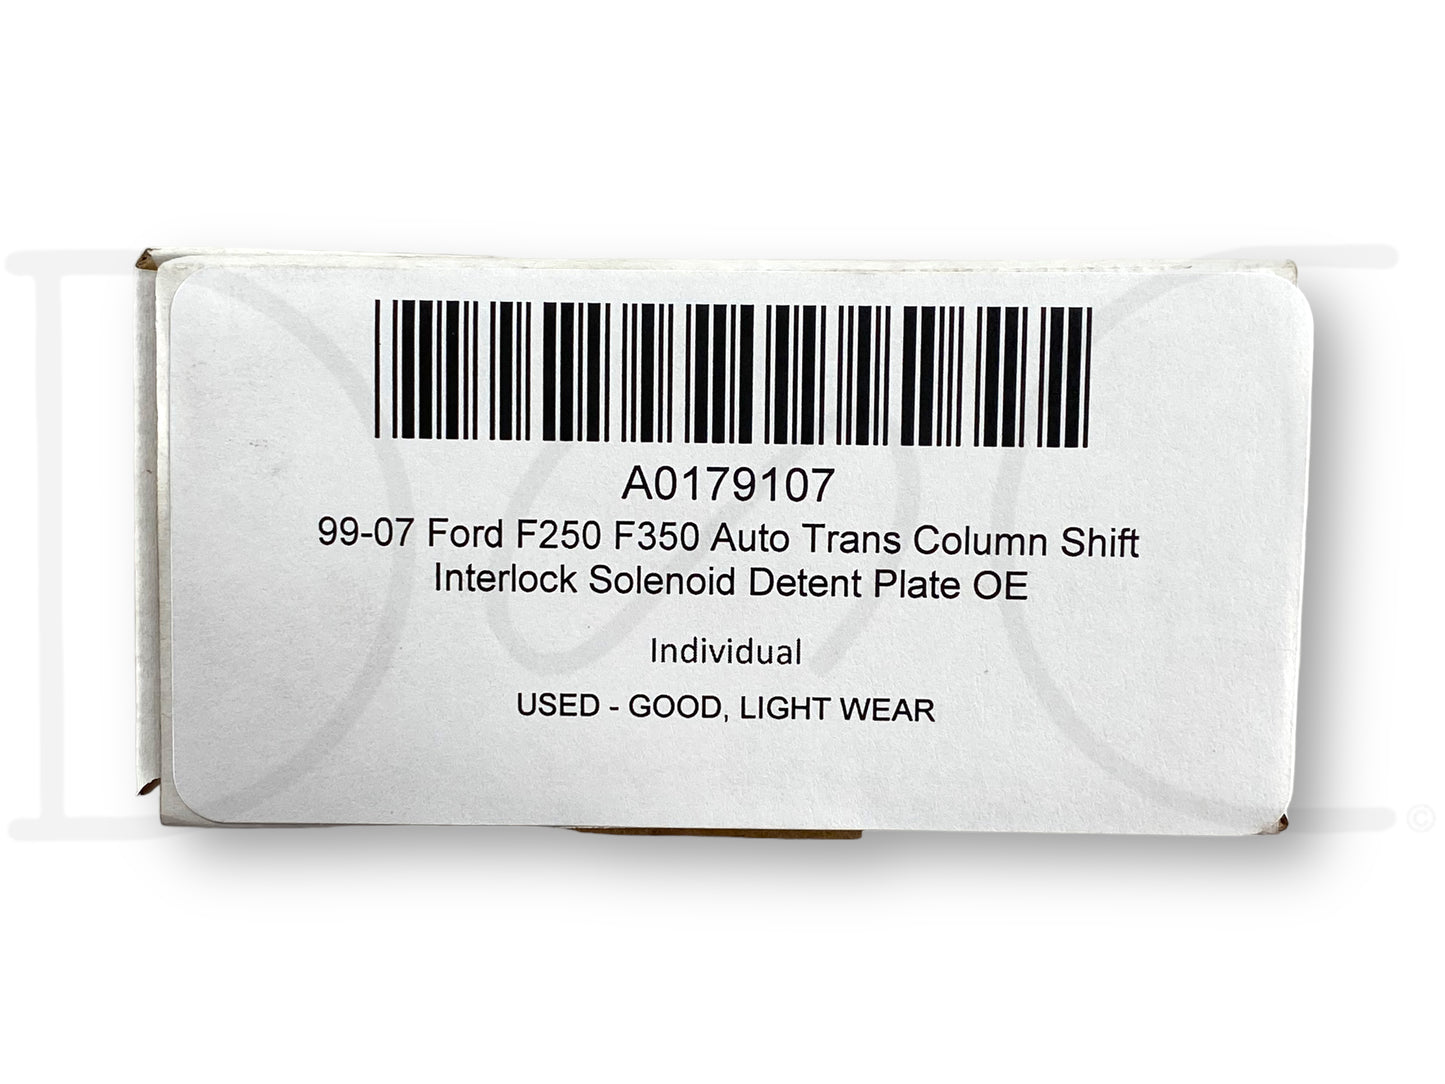 A0179107
99-07 Ford F250 F350 Auto Trans Column Shift
Interlock Solenoid Detent Plate OE
Individual
USED - GOOD, LIGHT WEAR
©